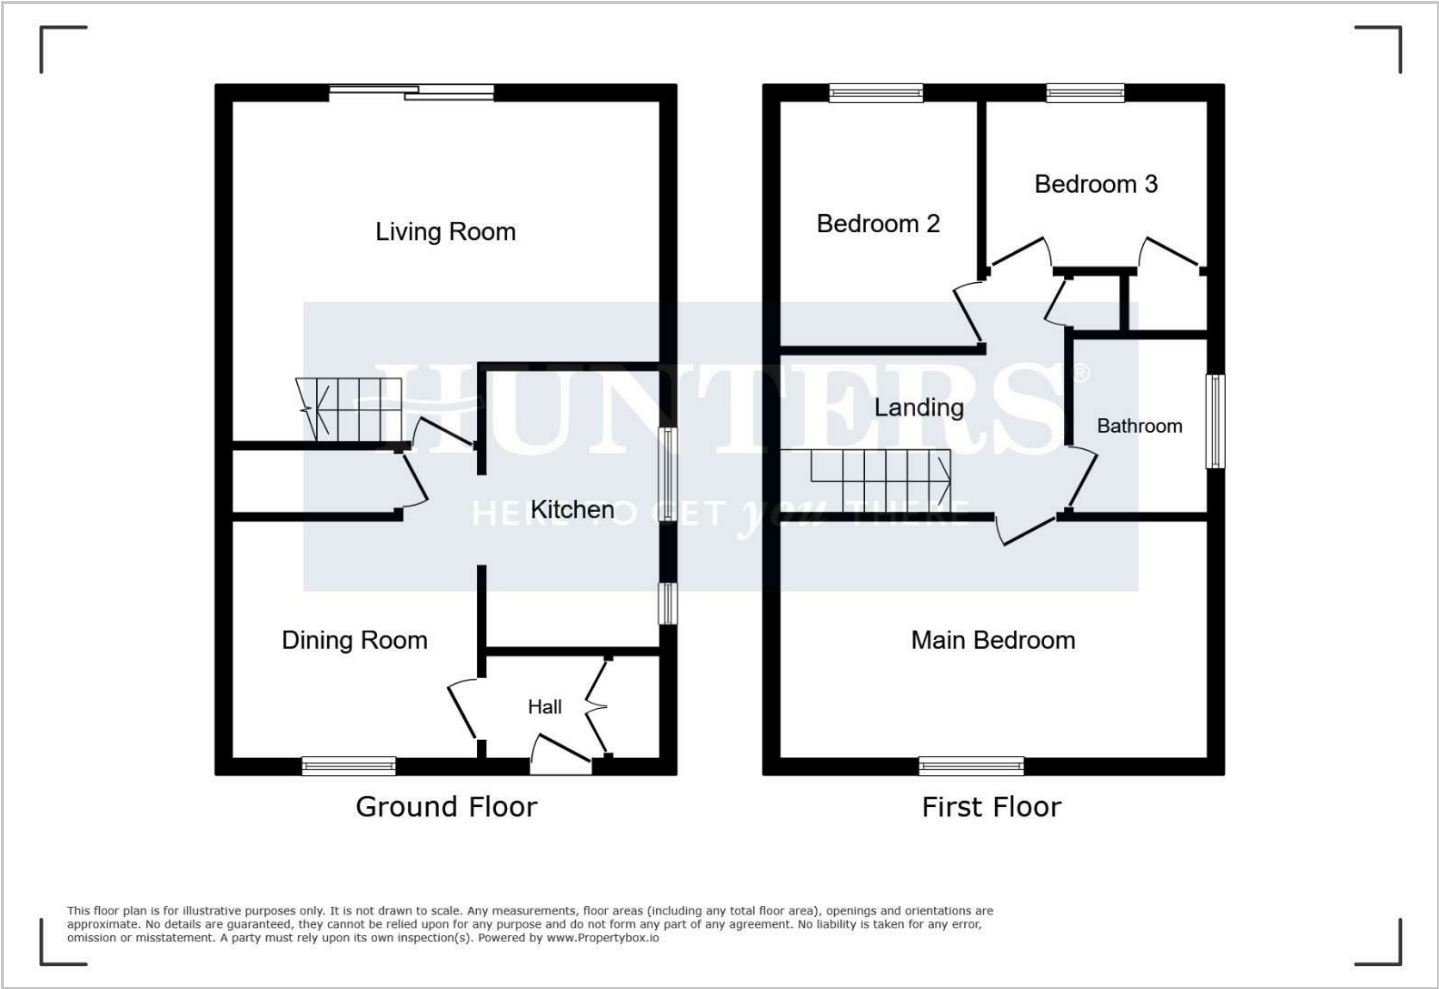 Living Room
Kitchen
Dining Room
Hall
Ground Floor
Bedroom 2
Bedroom 3
Landing
Bathroom
Main Bedroom
First Floor
HUNTERS®
HERE TO GET you THERE
This floor plan is for illustrative purposes only. It is not drawn to scale. Any measurements, floor areas (including any total floor area), openings and orientations are
approximate. No details are guaranteed, they cannot be relied upon for any purpose and do not form any part of any agreement. No liability is taken for any error,
omission or misstatement. A party must rely upon its own inspection(s). Powered by www.Propertybox.io